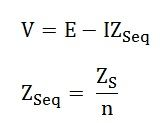 V = E − IZ_Seq
Z_Seq = Z_S / n